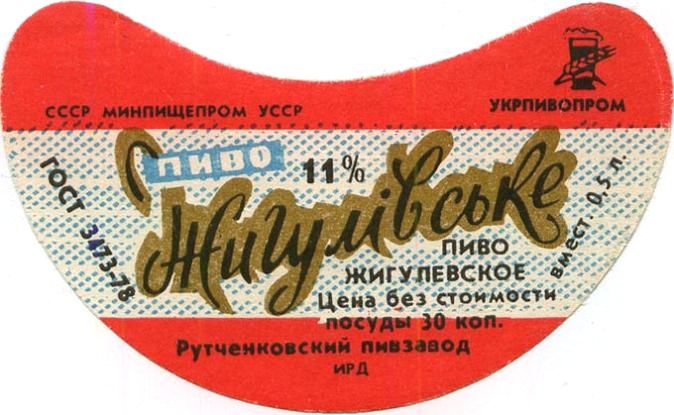 СССР МИНПИЩЕПРОМ УССР
УКРПИВОПРОМ
ГОСТ 3473-78
ПИВО
11%
Жигулівське
вмест. 0,5 л.
ПИВО
ЖИГУЛЕВСКОЕ
Цена без стоимости
посуды 30 коп.
Рутченковский пивзавод
ИРД